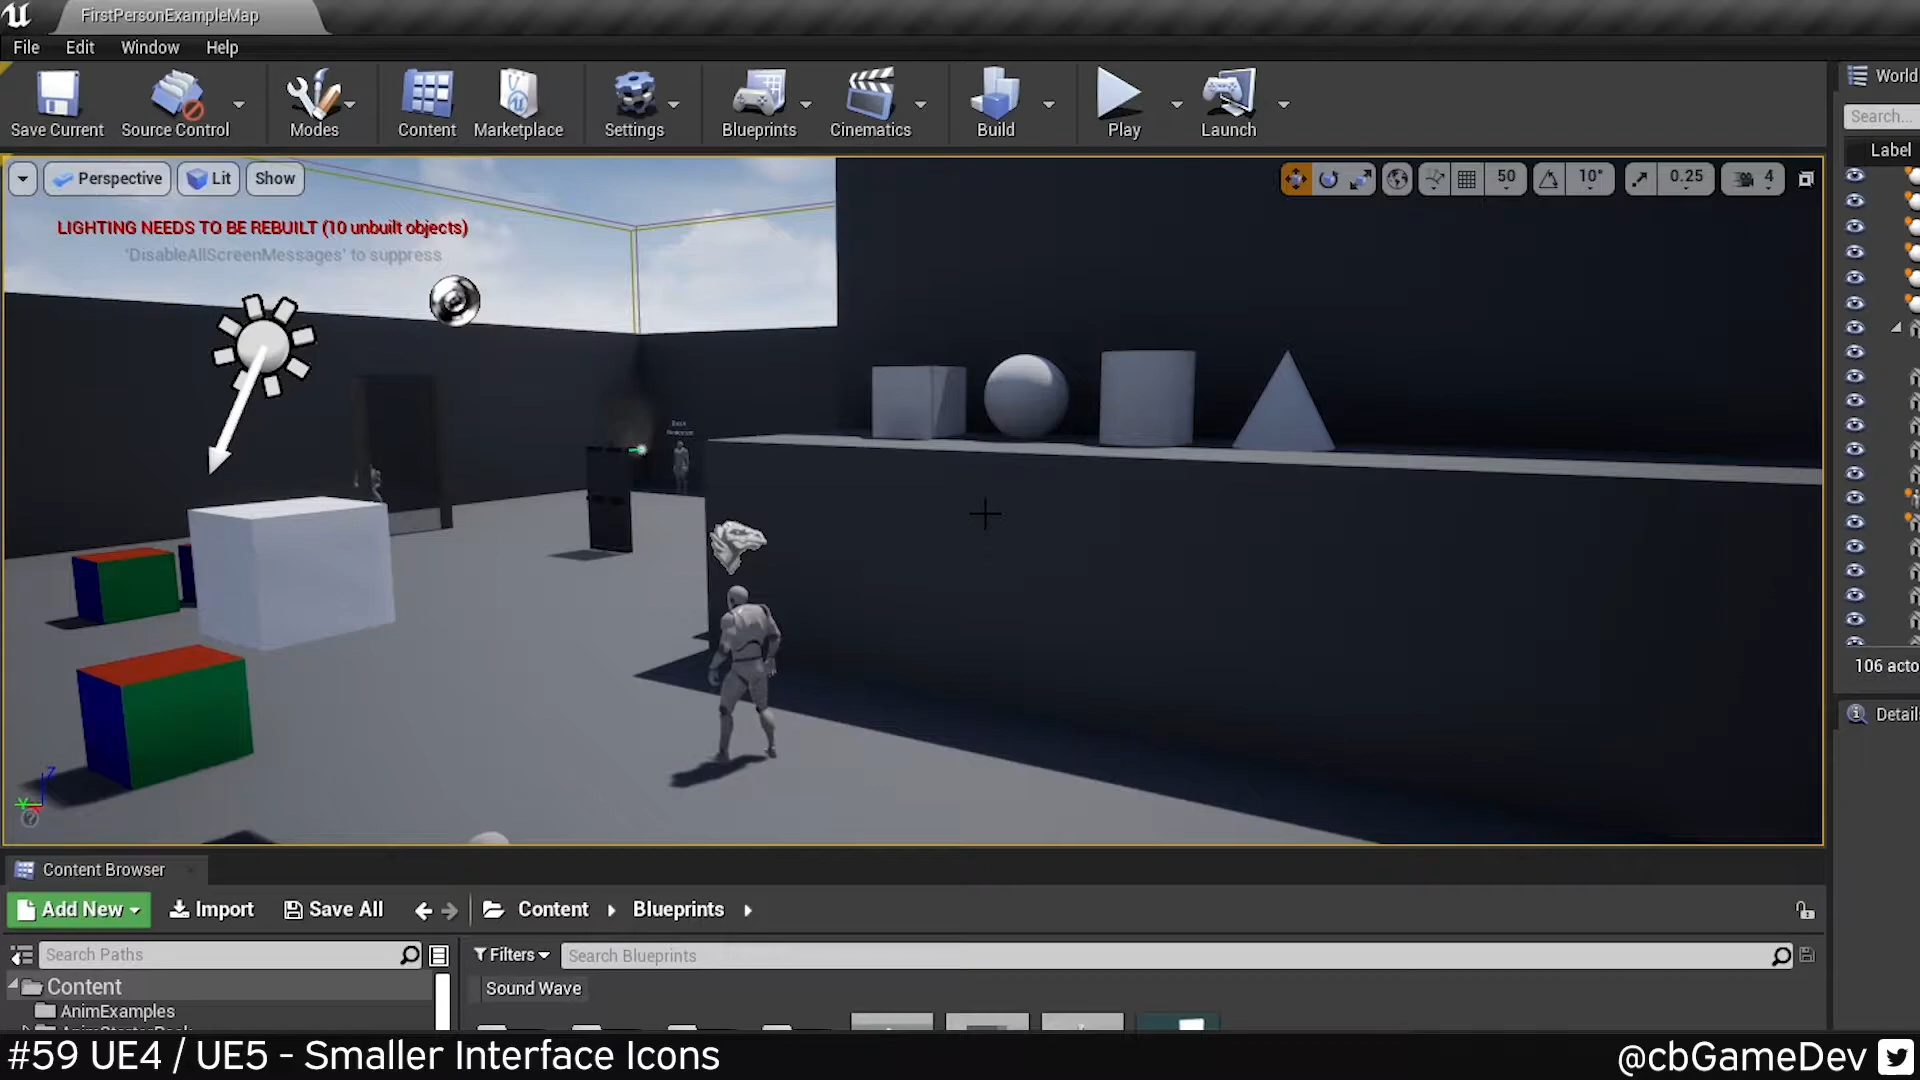 FirstPersonExampleMap
File Edit Window Help
Save Current Source Control Modes Content Marketplace Settings Blueprints Cinematics Build Play Launch
World
Search...
Label
Perspective Lit Show
50 10° 0.25 4
LIGHTING NEEDS TO BE REBUILT (10 unbuilt objects)
'DisableAllScreenMessages' to suppress
106 acto
Details
Content Browser
Add New Import Save All Content Blueprints
Search Paths
Filters Search Blueprints
Content
Sound Wave
AnimExamples
#59 UE4 / UE5 - Smaller Interface Icons
@cbGameDev